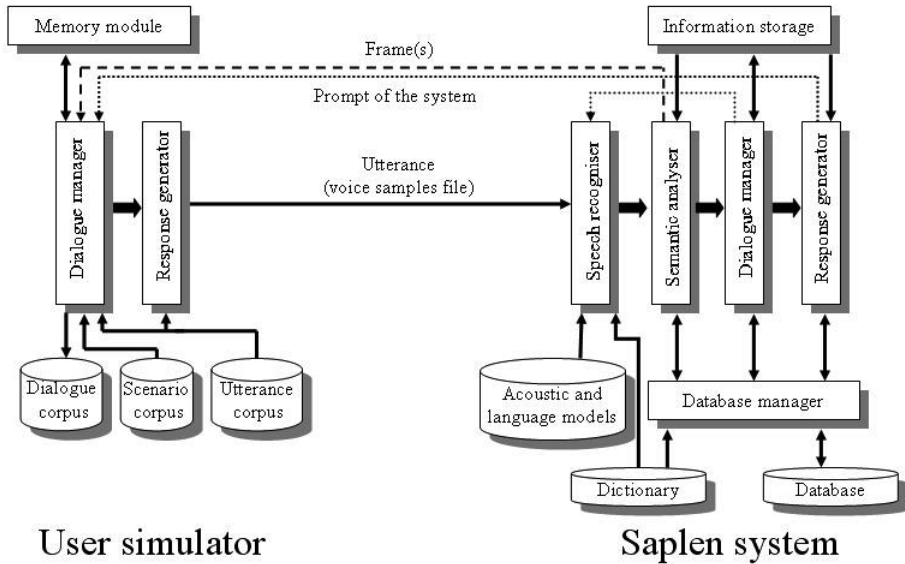 Memory module
Information storage
Frame(s)
Prompt of the system
Dialogue manager
Response generator
Utterance
(voice samples file)
Speech recogniser
Semantic analyser
Dialogue manager
Response generator
Dialogue
corpus
Scenario
corpus
Utterance
corpus
Acoustic and
language models
Database manager
Dictionary
Database
User simulator
Saplen system